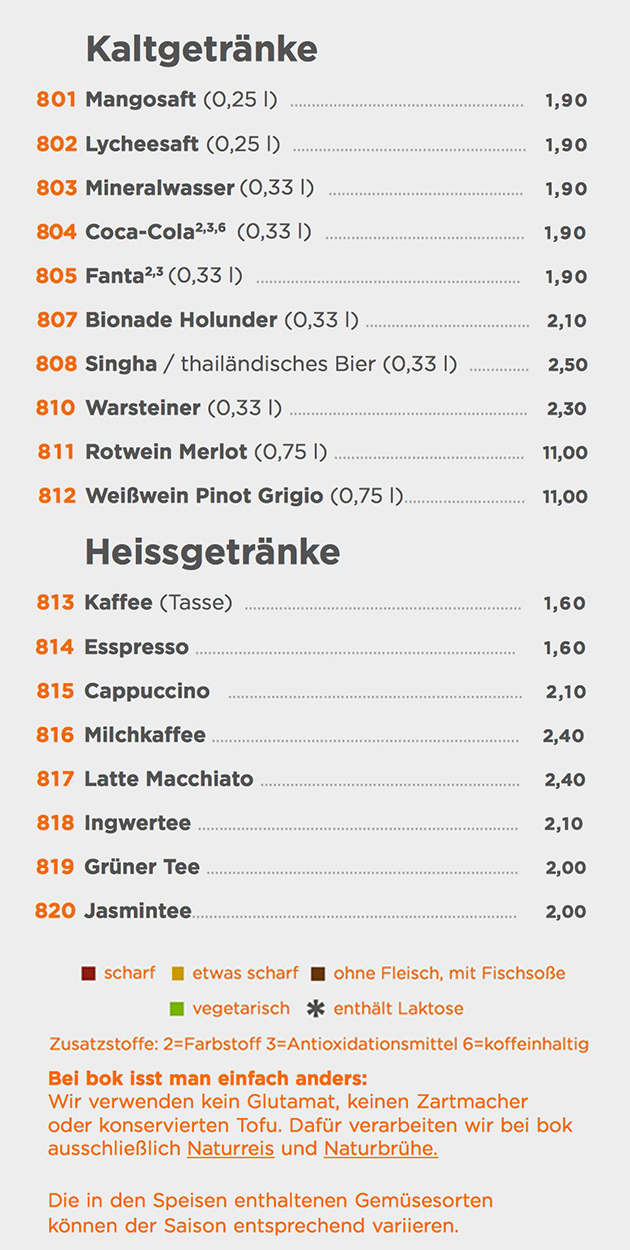 Kaltgetränke
801 Mangosaft (0,25 l) ........ 1,90
802 Lycheesaft (0,25 l) ........ 1,90
803 Mineralwasser (0,33 l) ........ 1,90
804 Coca-Cola2,3,6 (0,33 l) ........ 1,90
805 Fanta2,3 (0,33 l) ........ 1,90
807 Bionade Holunder (0,33 l) ........ 2,10
808 Singha / thailändisches Bier (0,33 l) ........ 2,50
810 Warsteiner (0,33 l) ........ 2,30
811 Rotwein Merlot (0,75 l) ........ 11,00
812 Weißwein Pinot Grigio (0,75 l) ........ 11,00
Heissgetränke
813 Kaffee (Tasse) ........ 1,60
814 Esspresso ........ 1,60
815 Cappuccino ........ 2,10
816 Milchkaffee ........ 2,40
817 Latte Macchiato ........ 2,40
818 Ingwertee ........ 2,10
819 Grüner Tee ........ 2,00
820 Jasmintee ........ 2,00
scharf etwas scharf ohne Fleisch, mit Fischsoße
vegetarisch * enthält Laktose
Zusatzstoffe: 2=Farbstoff 3=Antioxidationsmittel 6=koffeinhaltig
Bei bok isst man einfach anders:
Wir verwenden kein Glutamat, keinen Zartmacher
oder konservierten Tofu. Dafür verarbeiten wir bei bok
ausschließlich Naturreis und Naturbrühe.
Die in den Speisen enthaltenen Gemüsesorten
können der Saison entsprechend variieren.